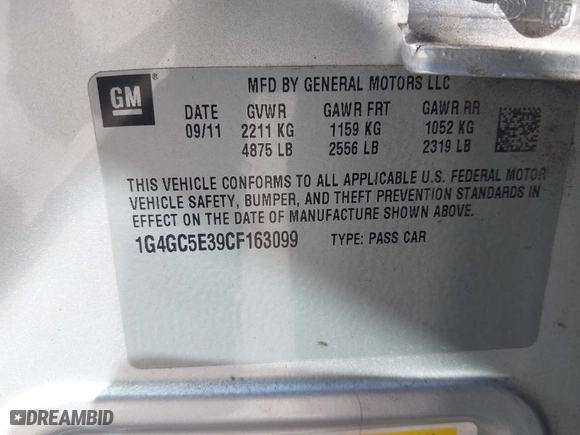 GM
®
MFD BY GENERAL MOTORS LLC
DATE GVWR GAWR FRT GAWR RR
09/11 2211 KG 1159 KG 1052 KG
4875 LB 2556 LB 2319 LB
THIS VEHICLE CONFORMS TO ALL APPLICABLE U.S. FEDERAL MOTOR
VEHICLE SAFETY, BUMPER, AND THEFT PREVENTION STANDARDS IN
EFFECT ON THE DATE OF MANUFACTURE SHOWN ABOVE.
1G4GC5E39CF163099 TYPE: PASS CAR
DREAMBID